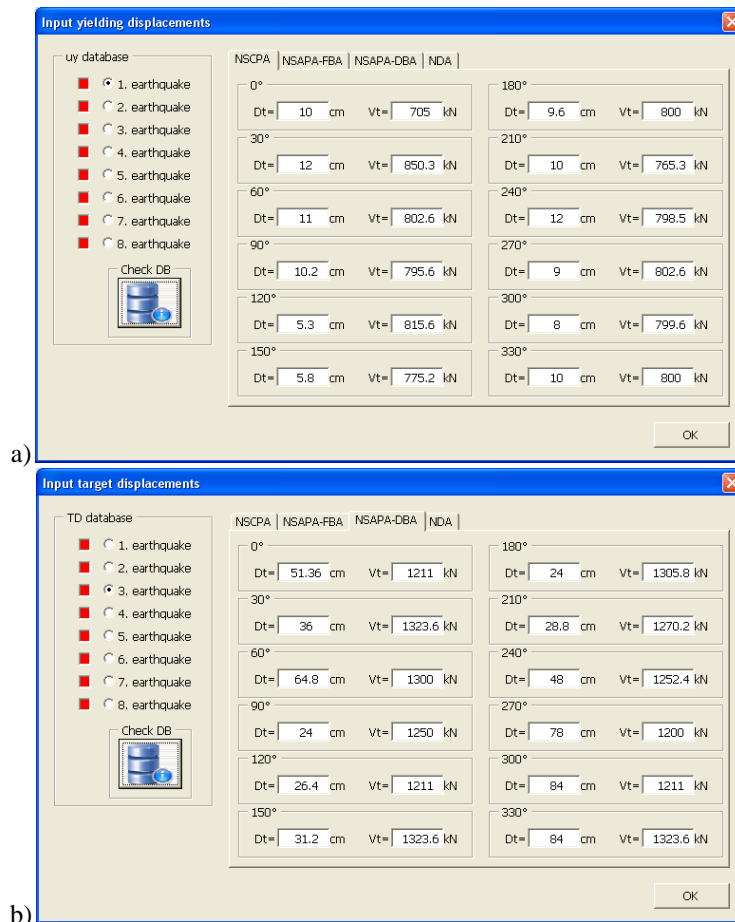 Input yielding displacements
uy database
1. earthquake
2. earthquake
3. earthquake
4. earthquake
5. earthquake
6. earthquake
7. earthquake
8. earthquake
Check DB
NSCPA NSAPA-FBA NSAPA-DBA NDA
0° 180°
Dt= 10 cm Vt= 705 kN Dt= 9.6 cm Vt= 800 kN
30° 210°
Dt= 12 cm Vt= 850.3 kN Dt= 10 cm Vt= 765.3 kN
60° 240°
Dt= 11 cm Vt= 802.6 kN Dt= 12 cm Vt= 798.5 kN
90° 270°
Dt= 10.2 cm Vt= 795.6 kN Dt= 9 cm Vt= 802.6 kN
120° 300°
Dt= 5.3 cm Vt= 815.6 kN Dt= 8 cm Vt= 799.6 kN
150° 330°
Dt= 5.8 cm Vt= 775.2 kN Dt= 10 cm Vt= 800 kN
OK
a)
Input target displacements
TD database
1. earthquake
2. earthquake
3. earthquake
4. earthquake
5. earthquake
6. earthquake
7. earthquake
8. earthquake
Check DB
NSCPA NSAPA-FBA NSAPA-DBA NDA
0° 180°
Dt= 51.36 cm Vt= 1211 kN Dt= 24 cm Vt= 1305.8 kN
30° 210°
Dt= 36 cm Vt= 1323.6 kN Dt= 28.8 cm Vt= 1270.2 kN
60° 240°
Dt= 64.8 cm Vt= 1300 kN Dt= 48 cm Vt= 1252.4 kN
90° 270°
Dt= 24 cm Vt= 1250 kN Dt= 78 cm Vt= 1200 kN
120° 300°
Dt= 26.4 cm Vt= 1211 kN Dt= 84 cm Vt= 1211 kN
150° 330°
Dt= 31.2 cm Vt= 1323.6 kN Dt= 84 cm Vt= 1323.6 kN
OK
b)